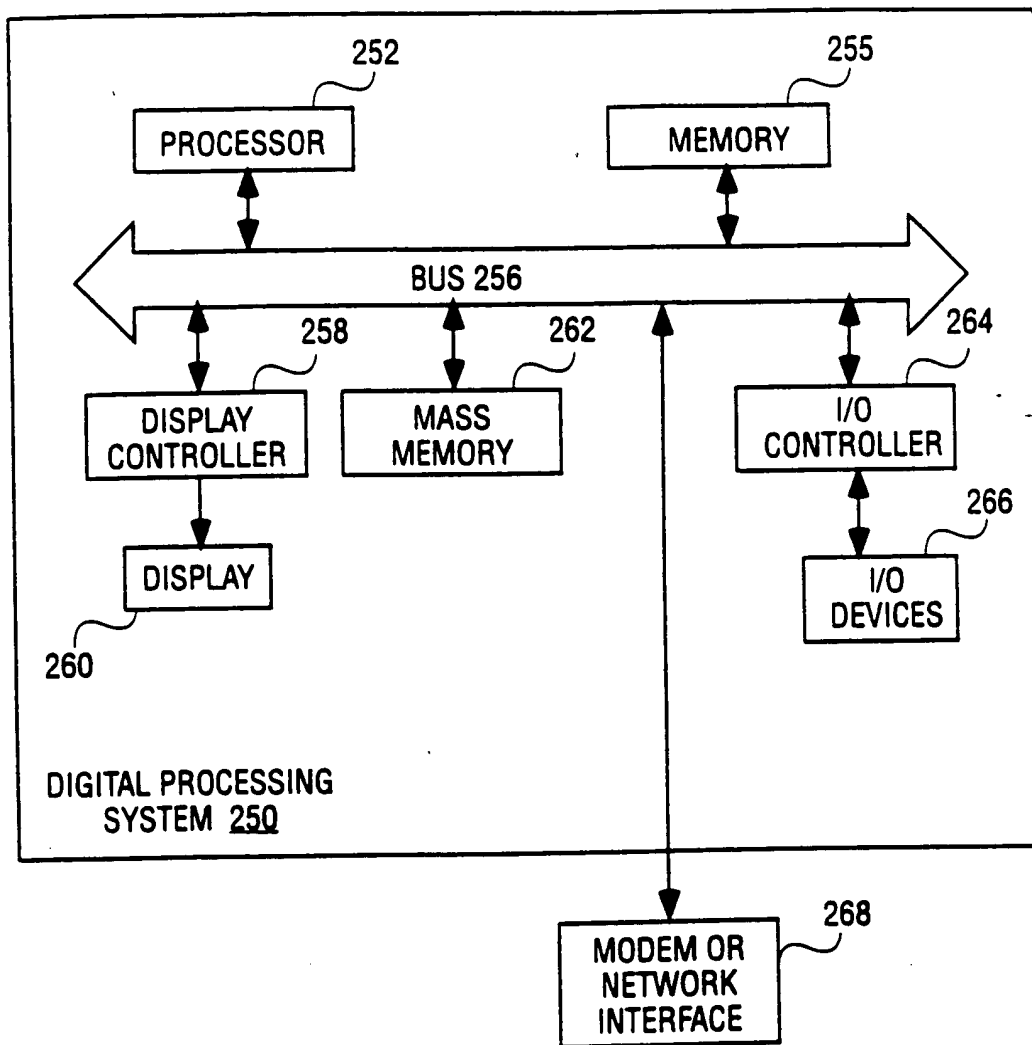 252
255
PROCESSOR
MEMORY
BUS 256
258
262
264
DISPLAY
CONTROLLER
MASS
MEMORY
I/O
CONTROLLER
266
DISPLAY
I/O
DEVICES
260
DIGITAL PROCESSING
SYSTEM 250
268
MODEM OR
NETWORK
INTERFACE